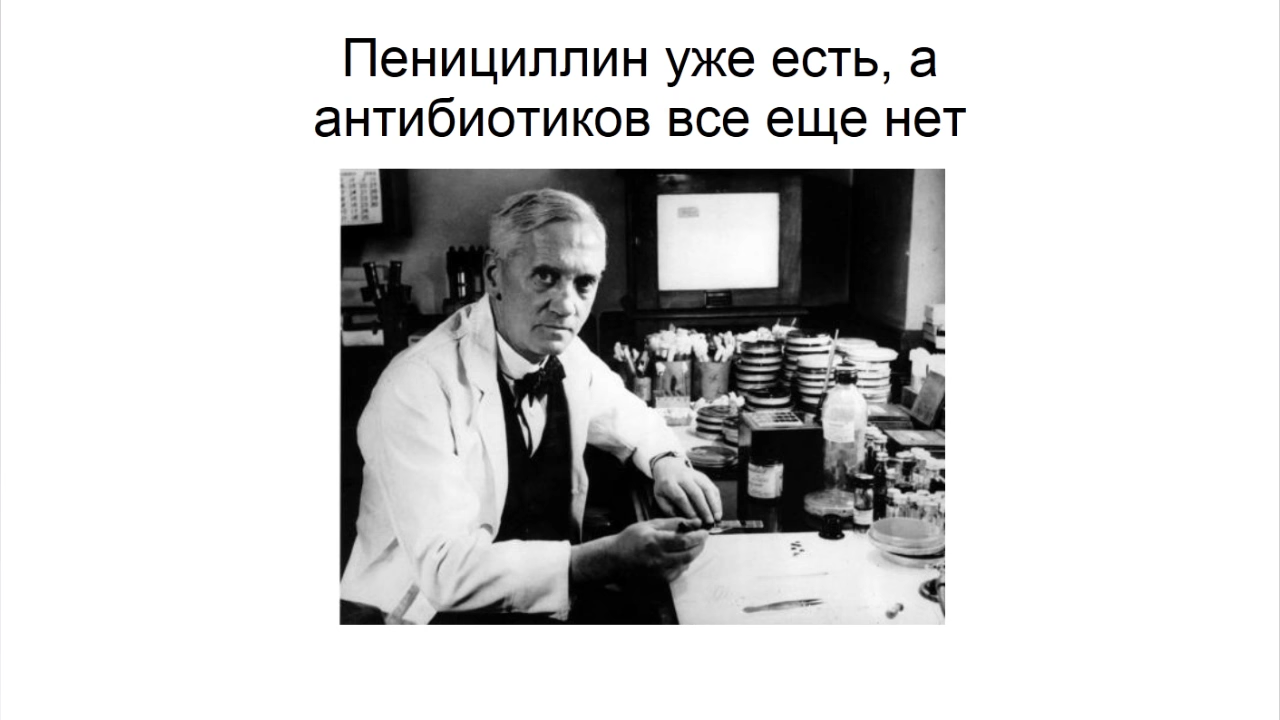 Пенициллин уже есть, а
антибиотиков все еще нет